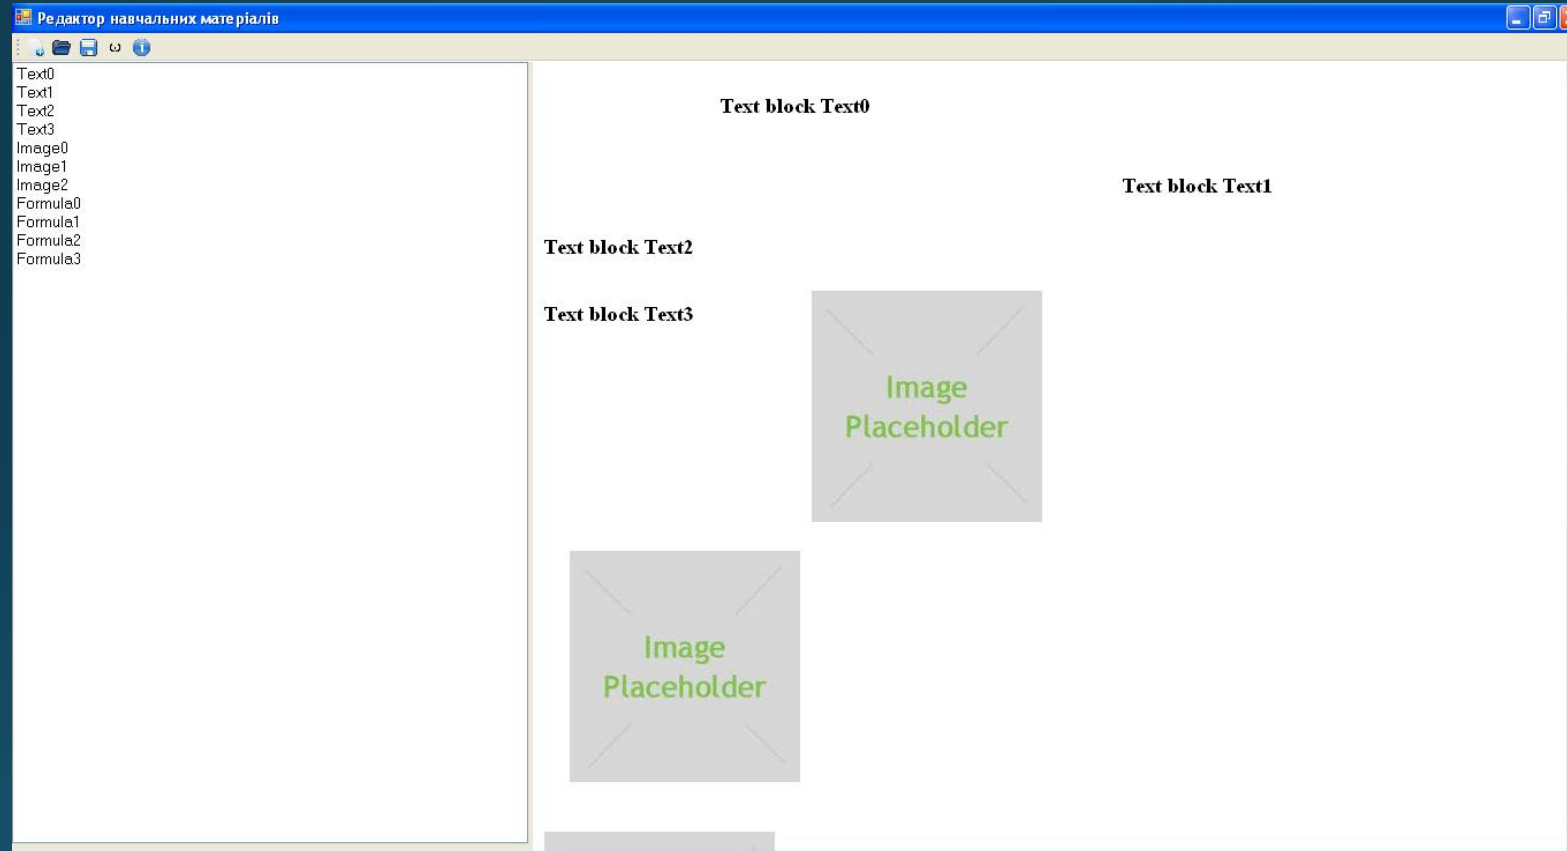 Редактор навчальних матеріалів
ω
Text0
Text1
Text2
Text3
Image0
Image1
Image2
Formula0
Formula1
Formula2
Formula3
Text block Text0
Text block Text1
Text block Text2
Text block Text3
Image
Placeholder
Image
Placeholder